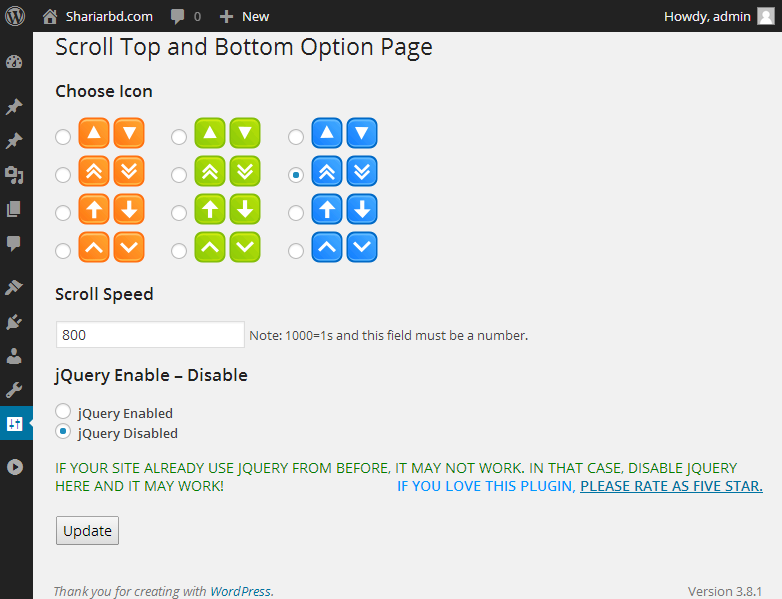 Shariarbd.com 0 New Howdy, admin
Scroll Top and Bottom Option Page
Choose Icon
Scroll Speed
800 Note: 1000=1s and this field must be a number.
jQuery Enable – Disable
jQuery Enabled
jQuery Disabled
IF YOUR SITE ALREADY USE JQUERY FROM BEFORE, IT MAY NOT WORK. IN THAT CASE, DISABLE JQUERY
HERE AND IT MAY WORK! IF YOU LOVE THIS PLUGIN, PLEASE RATE AS FIVE STAR.
Update
Thank you for creating with WordPress. Version 3.8.1